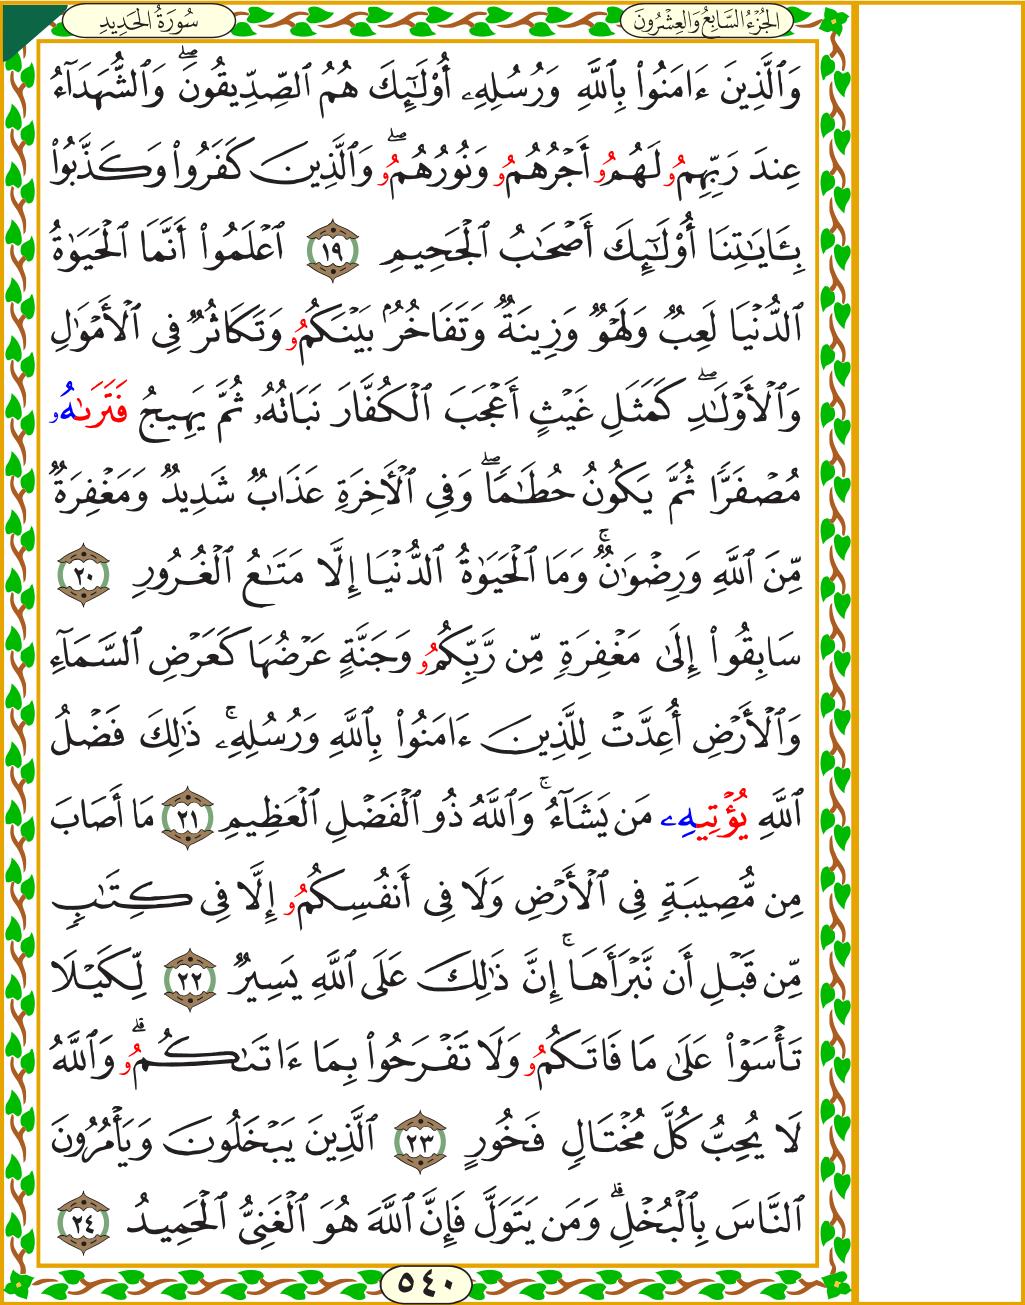 الجُزْءُ السَّابِعُ وَالعِشْرُونَ
سُورَةُ الحَدِيدِ
وَٱلَّذِينَ ءَامَنُواْ بِٱللَّهِ وَرُسُلِهِۦٓ أُوْلَٰٓئِكَ هُمُ ٱلصِّدِّيقُونَۖ وَٱلشُّهَدَآءُ
عِندَ رَبِّهِمُۥ لَهُمُۥٓ أَجْرُهُمُۥ وَنُورُهُمُۥۖ وَٱلَّذِينَ كَفَرُواْ وَكَذَّبُواْ
بِـَٔايَٰتِنَا أُوْلَٰٓئِكَ أَصْحَٰبُ ٱلْجَحِيمِ ١٩ ٱعْلَمُواْ أَنَّمَا ٱلْحَيَوٰةُ
ٱلدُّنْيَا لَعِبٌ وَلَهْوٌ وَزِينَةٌ وَتَفَاخُرُۢ بَيْنَكُمُۥ وَتَكَاثُرٌ فِي ٱلْأَمْوَٰلِ
وَٱلْأَوْلَٰدِۖ كَمَثَلِ غَيْثٍ أَعْجَبَ ٱلْكُفَّارَ نَبَاتُهُۥ ثُمَّ يَهِيجُ فَتَرَىٰهُۥ
مُصْفَرًّا ثُمَّ يَكُونُ حُطَٰمًاۖ وَفِي ٱلْأٓخِرَةِ عَذَابٌ شَدِيدٌ وَمَغْفِرَةٌ
مِّنَ ٱللَّهِ وَرِضْوَٰنٌۚ وَمَا ٱلْحَيَوٰةُ ٱلدُّنْيَا إِلَّا مَتَٰعُ ٱلْغُرُورِ ٢٠
سَابِقُواْ إِلَىٰ مَغْفِرَةٍ مِّن رَّبِّكُمُۥ وَجَنَّةٍ عَرْضُهَا كَعَرْضِ ٱلسَّمَآءِ
وَٱلْأَرْضِ أُعِدَّتْ لِلَّذِينَ ءَامَنُواْ بِٱللَّهِ وَرُسُلِهِۦۚ ذَٰلِكَ فَضْلُ
ٱللَّهِ يُؤْتِيهِۦ مَن يَشَآءُۚ وَٱللَّهُ ذُو ٱلْفَضْلِ ٱلْعَظِيمِ ٢١ مَا أَصَابَ
مِن مُّصِيبَةٍ فِي ٱلْأَرْضِ وَلَا فِي أَنفُسِكُمُۥ إِلَّا فِي كِتَٰبٍ
مِّن قَبْلِ أَن نَّبْرَأَهَاۚ إِنَّ ذَٰلِكَ عَلَى ٱللَّهِ يَسِيرٌ ٢٢ لِّكَيْلَا
تَأْسَوْاْ عَلَىٰ مَا فَاتَكُمُۥ وَلَا تَفْرَحُواْ بِمَا ءَاتَىٰكُمُۥۗ وَٱللَّهُ
لَا يُحِبُّ كُلَّ مُخْتَالٍ فَخُورٍ ٢٣ ٱلَّذِينَ يَبْخَلُونَ وَيَأْمُرُونَ
ٱلنَّاسَ بِٱلْبُخْلِۗ وَمَن يَتَوَلَّ فَإِنَّ ٱللَّهَ هُوَ ٱلْغَنِيُّ ٱلْحَمِيدُ ٢٤
٥٤٠